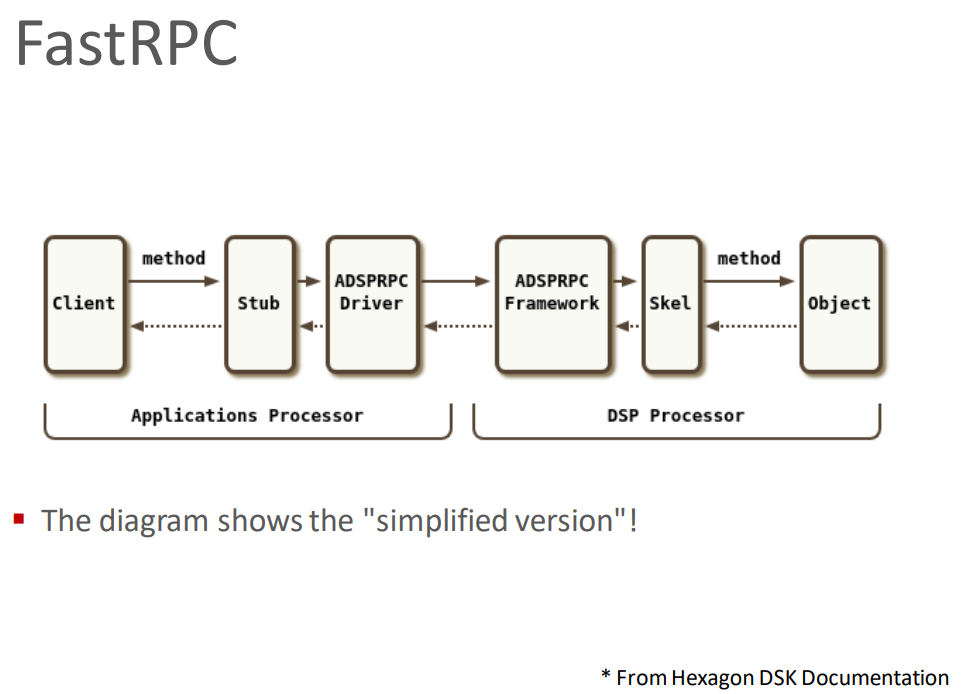 FastRPC
method
method
Client
Stub
ADSPRPC
Driver
ADSPRPC
Framework
Skel
Object
Applications Processor
DSP Processor
The diagram shows the "simplified version"!
* From Hexagon DSK Documentation